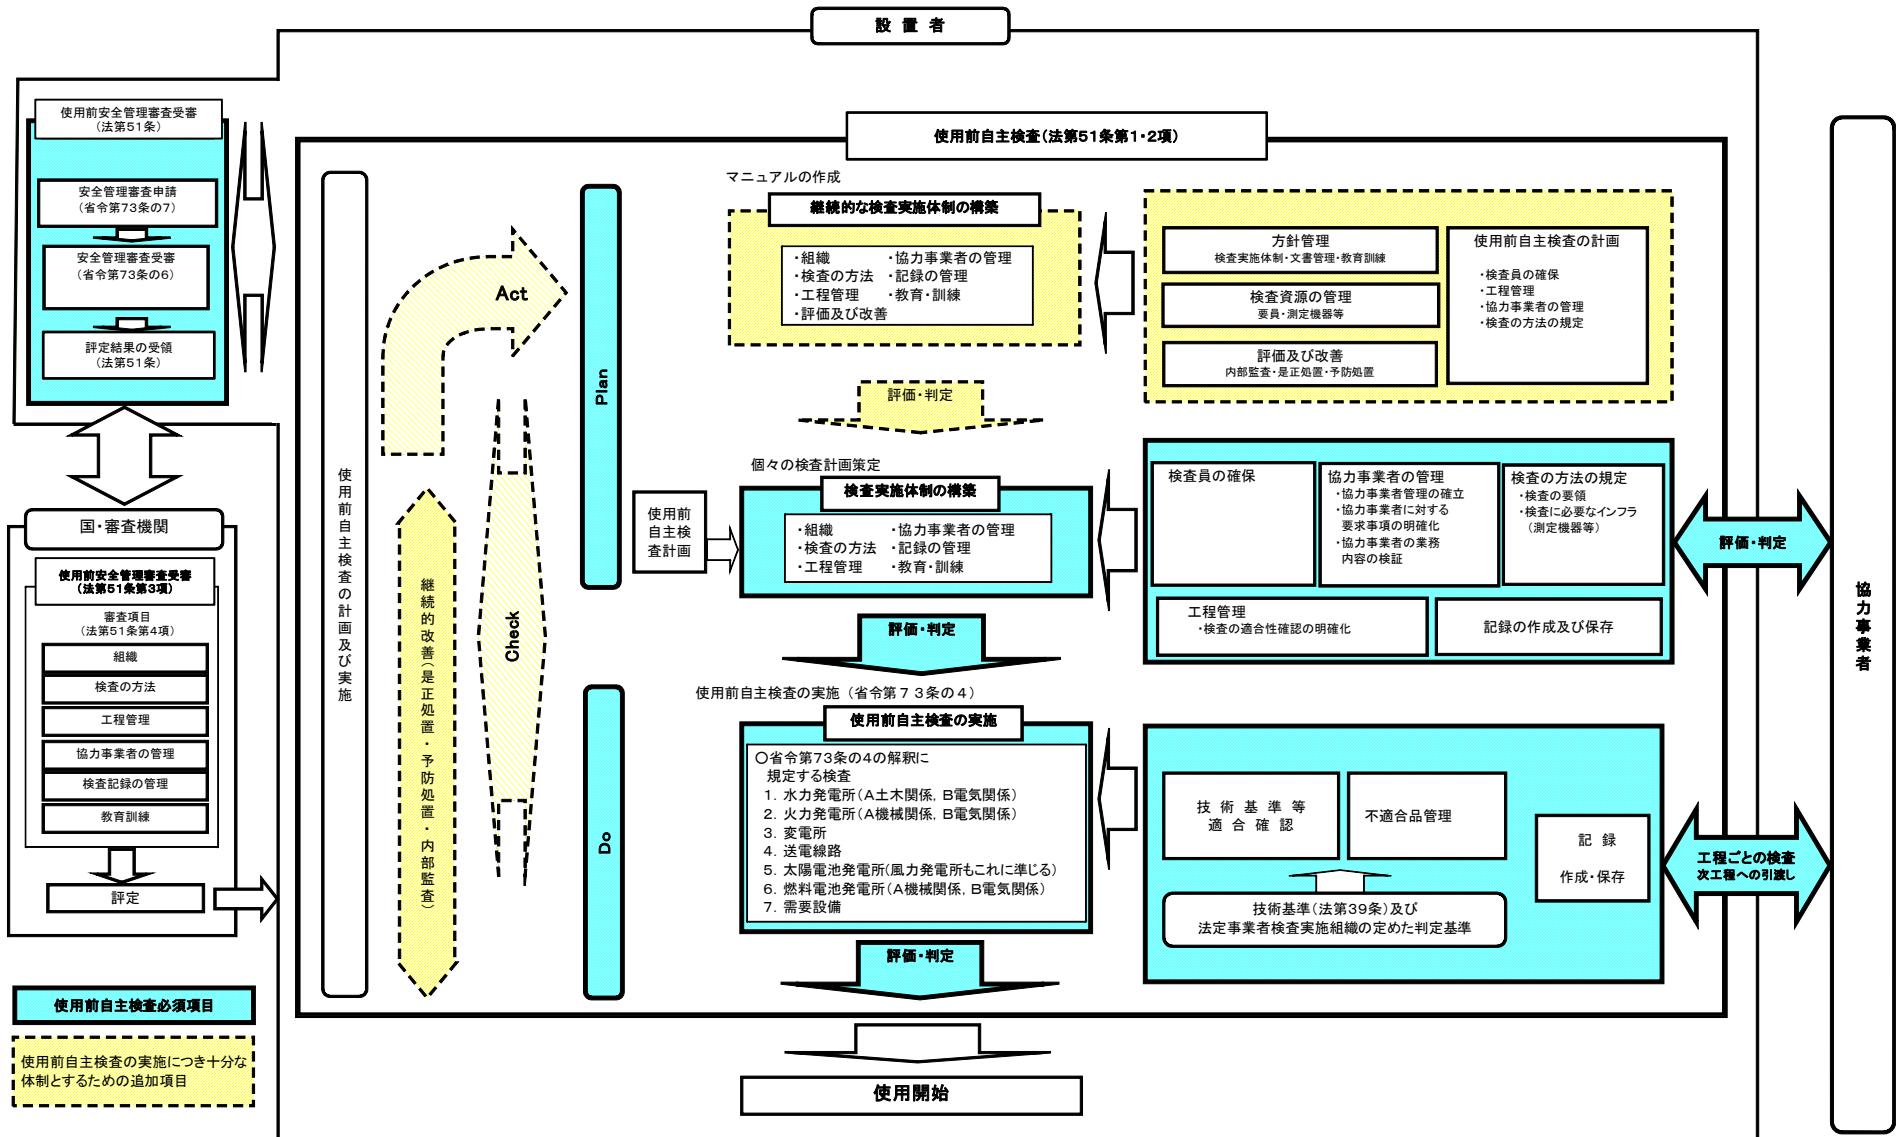 設 置 者
使用前安全管理審査受審
(法第51条)
安全管理審査申請
(省令第73条の7)
安全管理審査受審
(省令第73条の6)
評定結果の受領
(法第51条)
国・審査機関
使用前安全管理審査受審
(法第51条第3項)
審査項目
(法第51条第4項)
組織
検査の方法
工程管理
協力事業者の管理
検査記録の管理
教育訓練
評定
使用前自主検査必須項目
使用前自主検査の実施につき十分な
体制とするための追加項目
使用前自主検査(法第51条第1・2項)
使用前自主検査の計画及び実施
Act
継続的改善(是正処置・予防処置・内部監査)
Check
Plan
Do
マニュアルの作成
継続的な検査実施体制の構築
・組織 ・協力事業者の管理
・検査の方法 ・記録の管理
・工程管理 ・教育・訓練
・評価及び改善
方針管理
検査実施体制・文書管理・教育訓練
検査資源の管理
要員・測定機器等
評価及び改善
内部監査・是正処置・予防処置
使用前自主検査の計画
・検査員の確保
・工程管理
・協力事業者の管理
・検査の方法の規定
評価・判定
個々の検査計画策定
使用前
自主検
査計画
検査実施体制の構築
・組織 ・協力事業者の管理
・検査の方法 ・記録の管理
・工程管理 ・教育・訓練
検査員の確保
協力事業者の管理
・協力事業者管理の確立
・協力事業者に対する
要求事項の明確化
・協力事業者の業務
内容の検証
検査の方法の規定
・検査の要領
・検査に必要なインフラ
(測定機器等)
工程管理
・検査の適合性確認の明確化
記録の作成及び保存
評価・判定
評価・判定
使用前自主検査の実施(省令第73条の4)
使用前自主検査の実施
○省令第73条の4の解釈に
規定する検査
1. 水力発電所(A土木関係, B電気関係)
2. 火力発電所(A機械関係, B電気関係)
3. 変電所
4. 送電線路
5. 太陽電池発電所(風力発電所もこれに準じる)
6. 燃料電池発電所(A機械関係, B電気関係)
7. 需要設備
技 術 基 準 等
適 合 確 認
不適合品管理
記 録
作成・保存
技術基準(法第39条)及び
法定事業者検査実施組織の定めた判定基準
工程ごとの検査
次工程への引渡し
評価・判定
使用開始
協力事業者